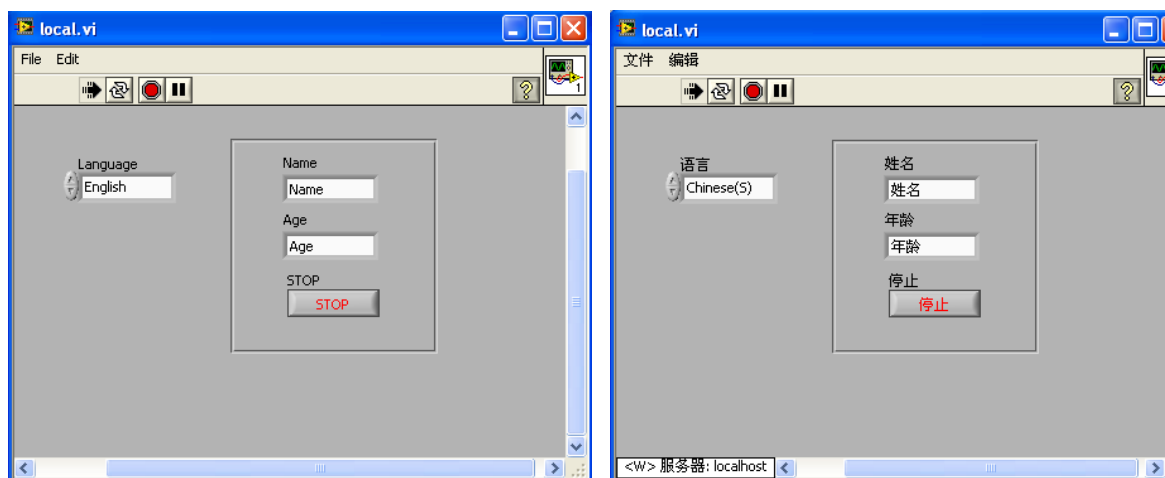 local.vi
File Edit
1
Language
English
Name
Name
Age
Age
STOP
STOP
local.vi
文件 编辑
语言
Chinese(S)
姓名
姓名
年龄
年龄
停止
停止
<W> 服务器: localhost